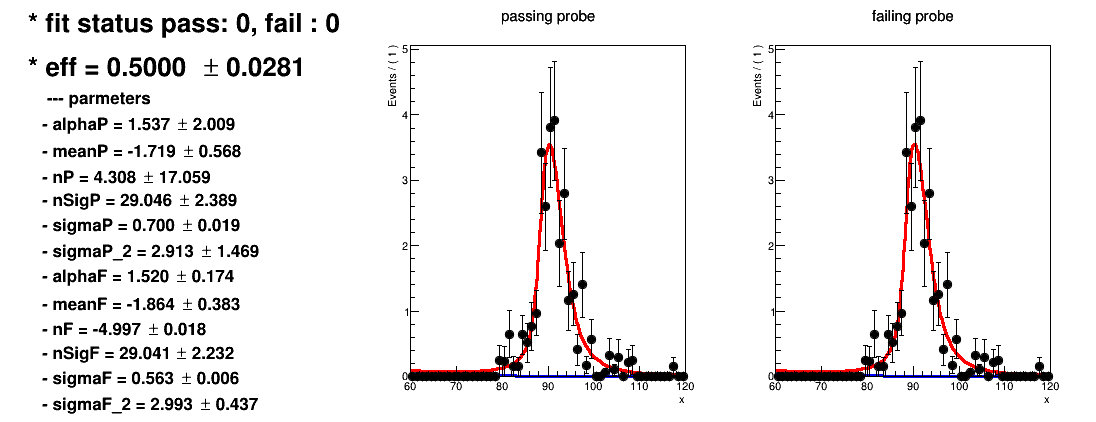 * fit status pass: 0, fail : 0
* eff = 0.5000 ± 0.0281
--- parmeters
- alphaP = 1.537 ± 2.009
- meanP = -1.719 ± 0.568
- nP = 4.308 ± 17.059
- nSigP = 29.046 ± 2.389
- sigmaP = 0.700 ± 0.019
- sigmaP_2 = 2.913 ± 1.469
- alphaF = 1.520 ± 0.174
- meanF = -1.864 ± 0.383
- nF = -4.997 ± 0.018
- nSigF = 29.041 ± 2.232
- sigmaF = 0.563 ± 0.006
- sigmaF_2 = 2.993 ± 0.437
passing probe
Events / ( 1 )
5
4
3
2
1
0
60 70 80 90 100 110 120
x
failing probe
Events / ( 1 )
5
4
3
2
1
0
60 70 80 90 100 110 120
x